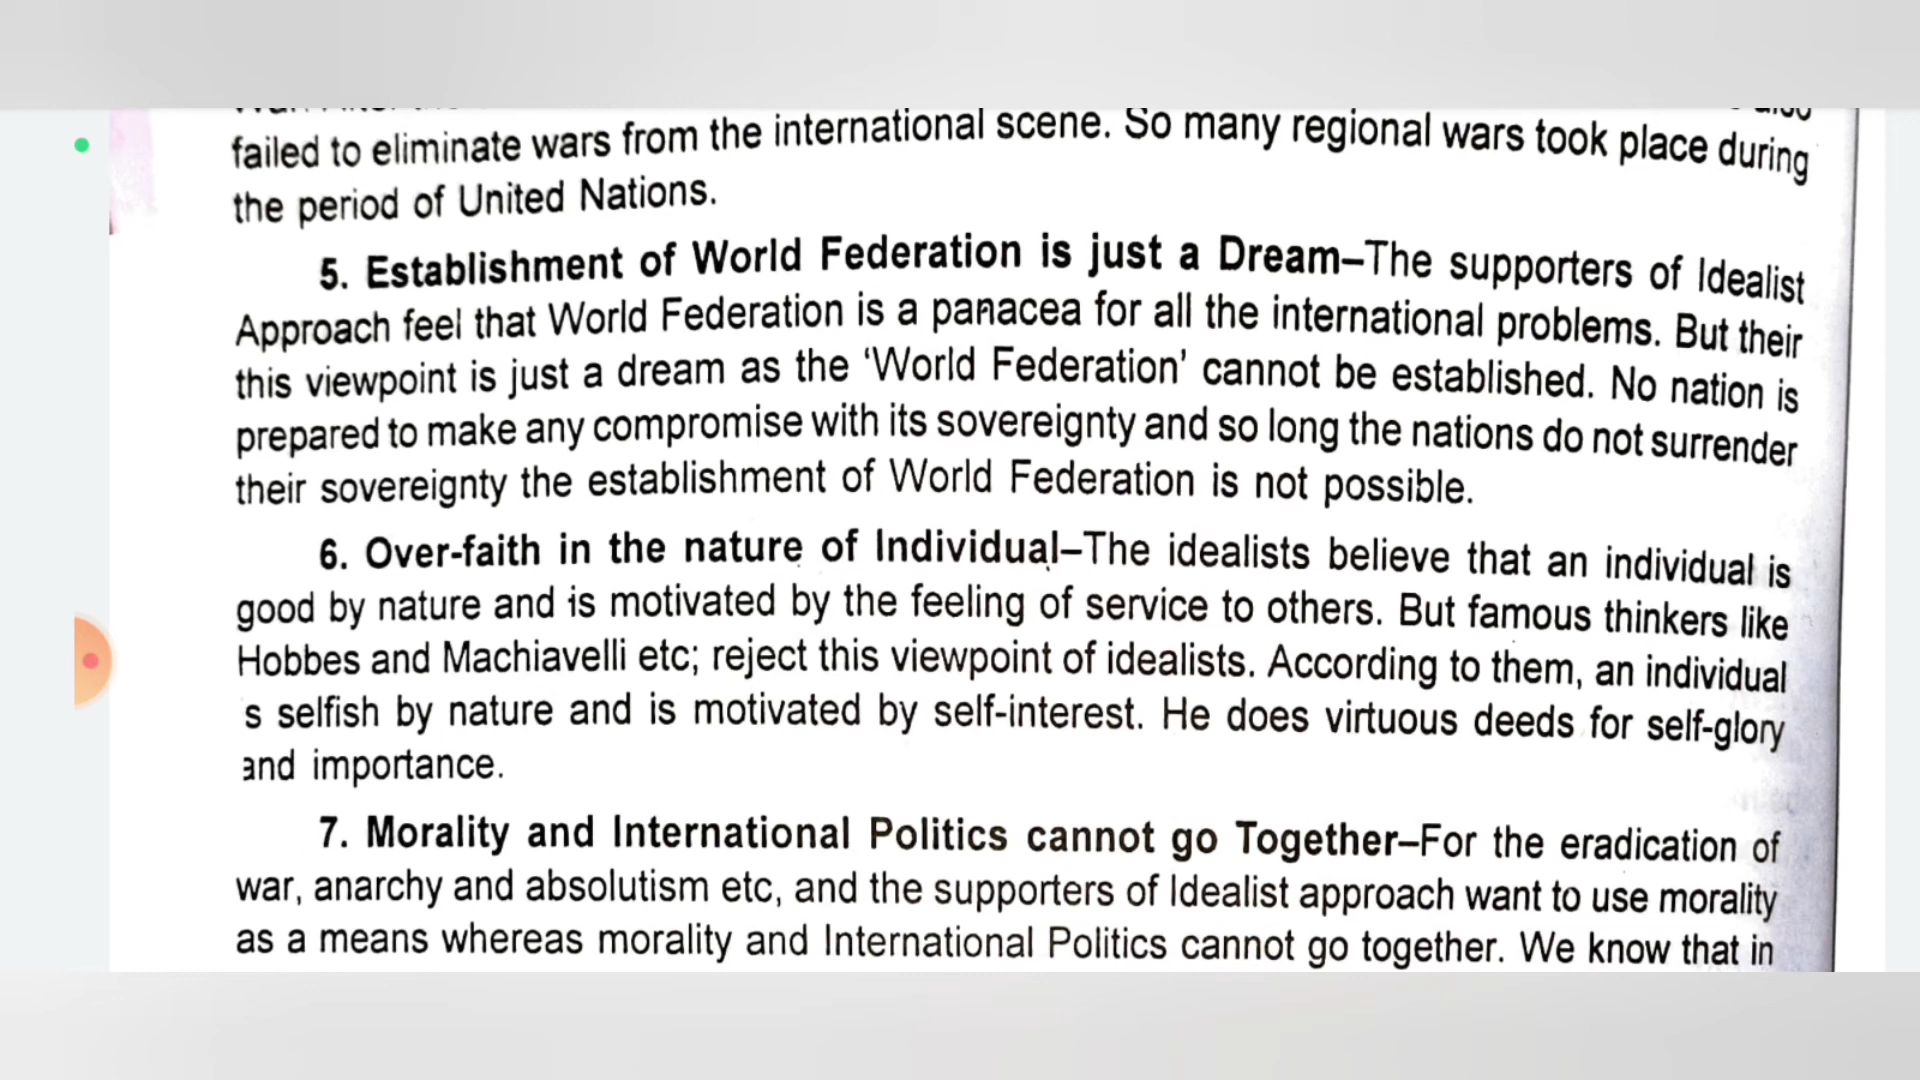 failed to eliminate wars from the international scene. So many regional wars took place during
the period of United Nations.
5. Establishment of World Federation is just a Dream–The supporters of Idealist
Approach feel that World Federation is a panacea for all the international problems. But their
this viewpoint is just a dream as the ‘World Federation’ cannot be established. No nation is
prepared to make any compromise with its sovereignty and so long the nations do not surrender
their sovereignty the establishment of World Federation is not possible.
6. Over-faith in the nature of Individual–The idealists believe that an individual is
good by nature and is motivated by the feeling of service to others. But famous thinkers like
Hobbes and Machiavelli etc; reject this viewpoint of idealists. According to them, an individual
s selfish by nature and is motivated by self-interest. He does virtuous deeds for self-glory
and importance.
7. Morality and International Politics cannot go Together–For the eradication of
war, anarchy and absolutism etc, and the supporters of Idealist approach want to use morality
as a means whereas morality and International Politics cannot go together. We know that in